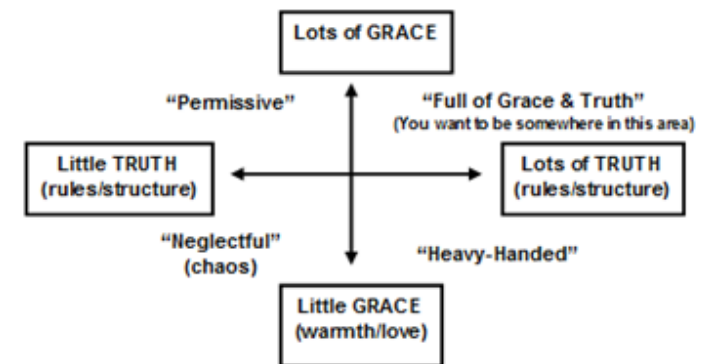 Lots of GRACE
“Permissive”
“Full of Grace & Truth”
(You want to be somewhere in this area)
Little TRUTH
(rules/structure)
Lots of TRUTH
(rules/structure)
“Neglectful”
(chaos)
“Heavy-Handed”
Little GRACE
(warmth/love)